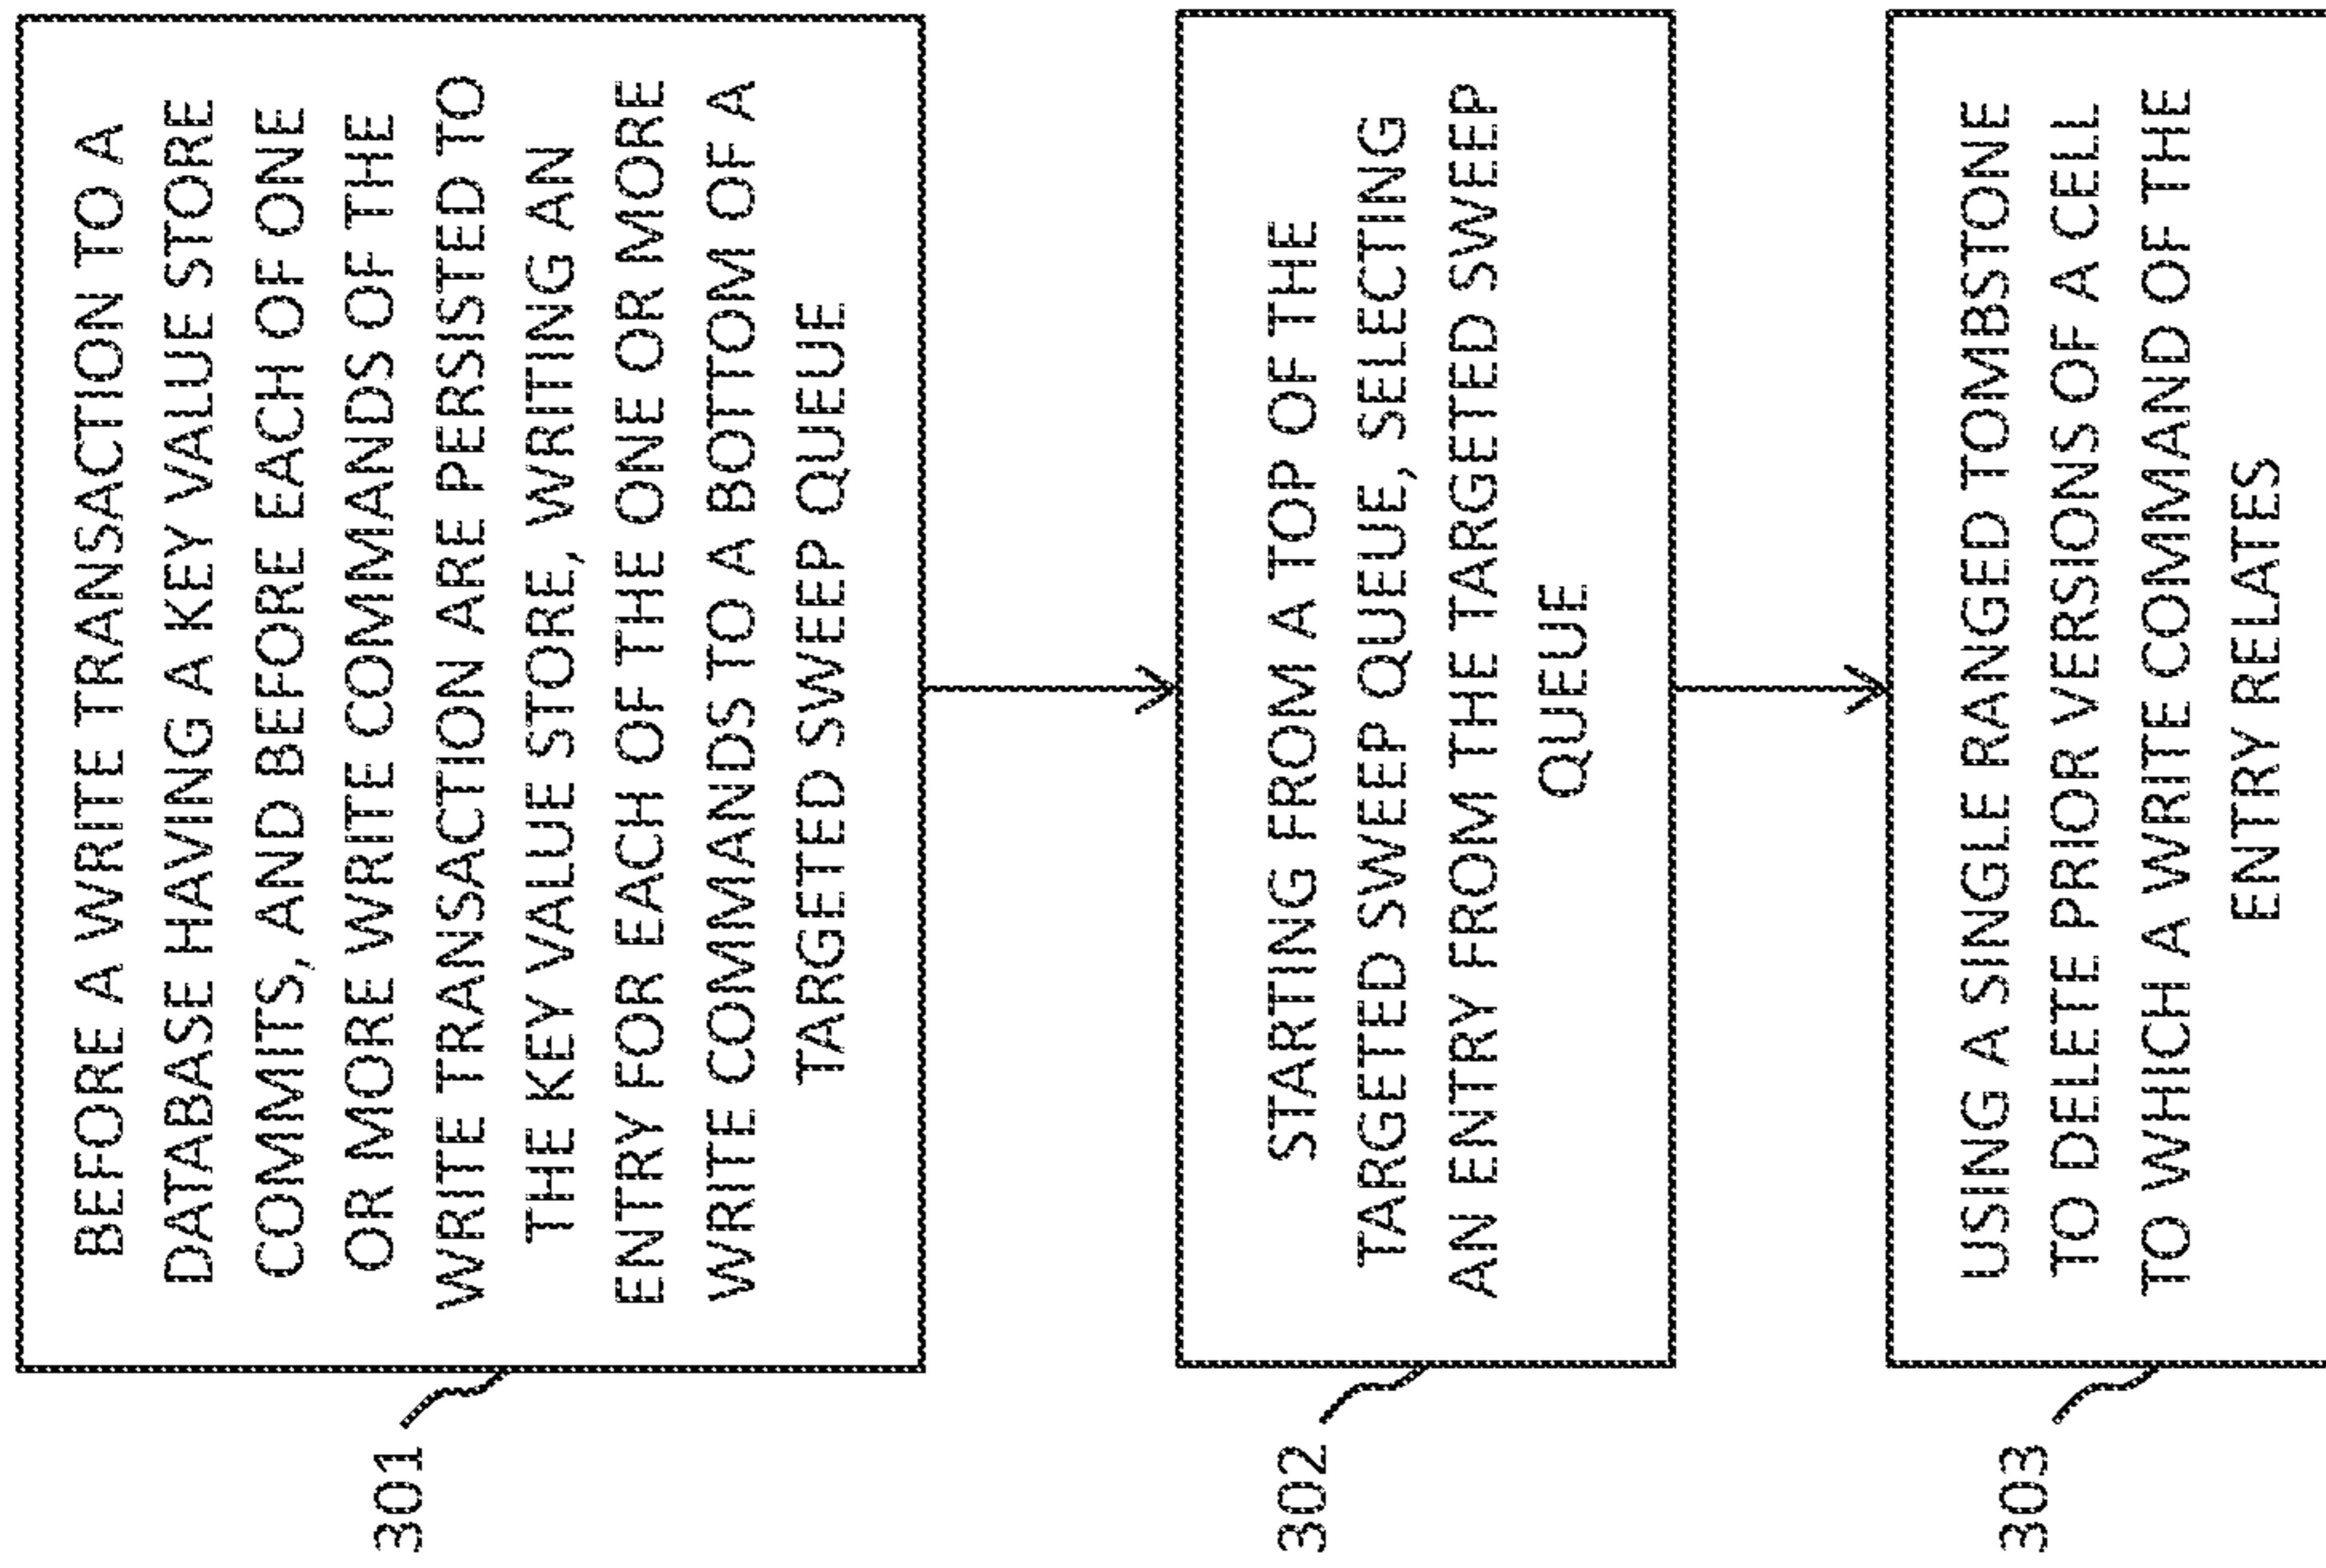 301
BEFORE A WRITE TRANSACTION TO A
DATABASE HAVING A KEY VALUE STORE
COMMITS, AND BEFORE EACH OF ONE
OR MORE WRITE COMMANDS OF THE
WRITE TRANSACTION ARE PERSISTED TO
THE KEY VALUE STORE, WRITING AN
ENTRY FOR EACH OF THE ONE OR MORE
WRITE COMMANDS TO A BOTTOM OF A
TARGETED SWEEP QUEUE
302
STARTING FROM A TOP OF THE
TARGETED SWEEP QUEUE, SELECTING
AN ENTRY FROM THE TARGETED SWEEP
QUEUE
303
USING A SINGLE RANGED TOMBSTONE
TO DELETE PRIOR VERSIONS OF A CELL
TO WHICH A WRITE COMMAND OF THE
ENTRY RELATES